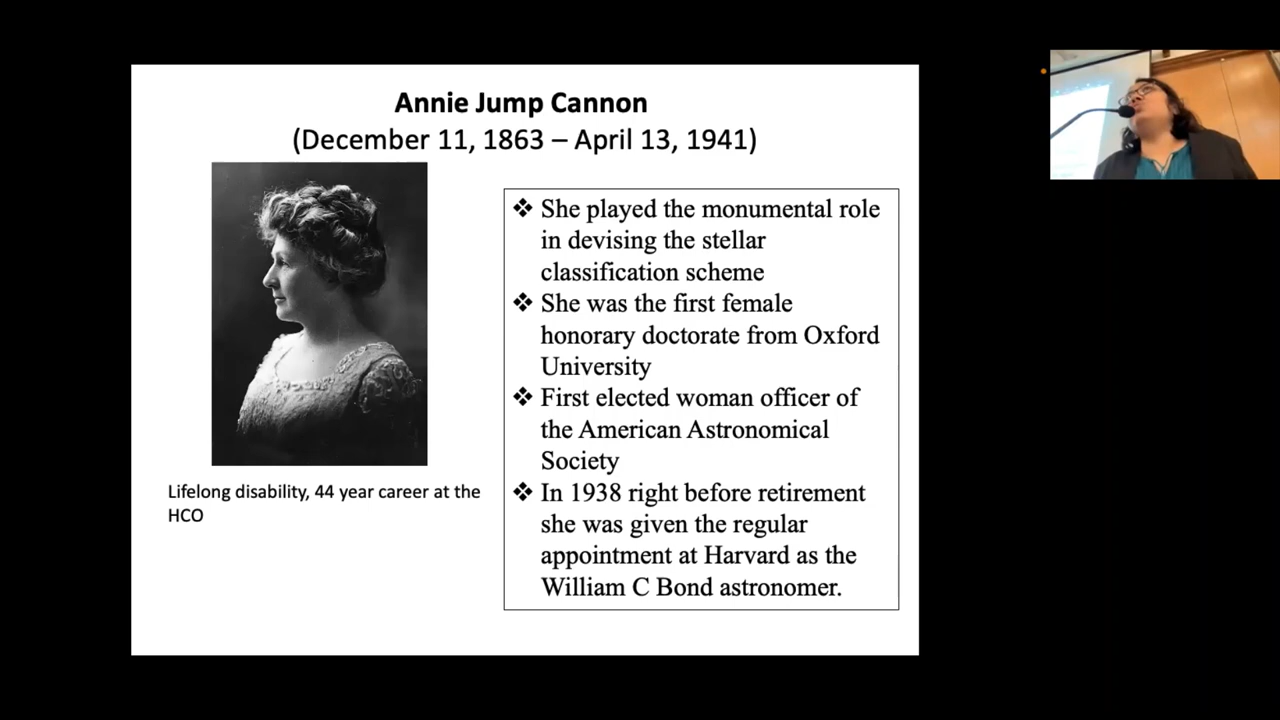 Annie Jump Cannon
(December 11, 1863 – April 13, 1941)
❖ She played the monumental role
in devising the stellar
classification scheme
❖ She was the first female
honorary doctorate from Oxford
University
❖ First elected woman officer of
the American Astronomical
Society
❖ In 1938 right before retirement
she was given the regular
appointment at Harvard as the
William C Bond astronomer.
Lifelong disability, 44 year career at the
HCO